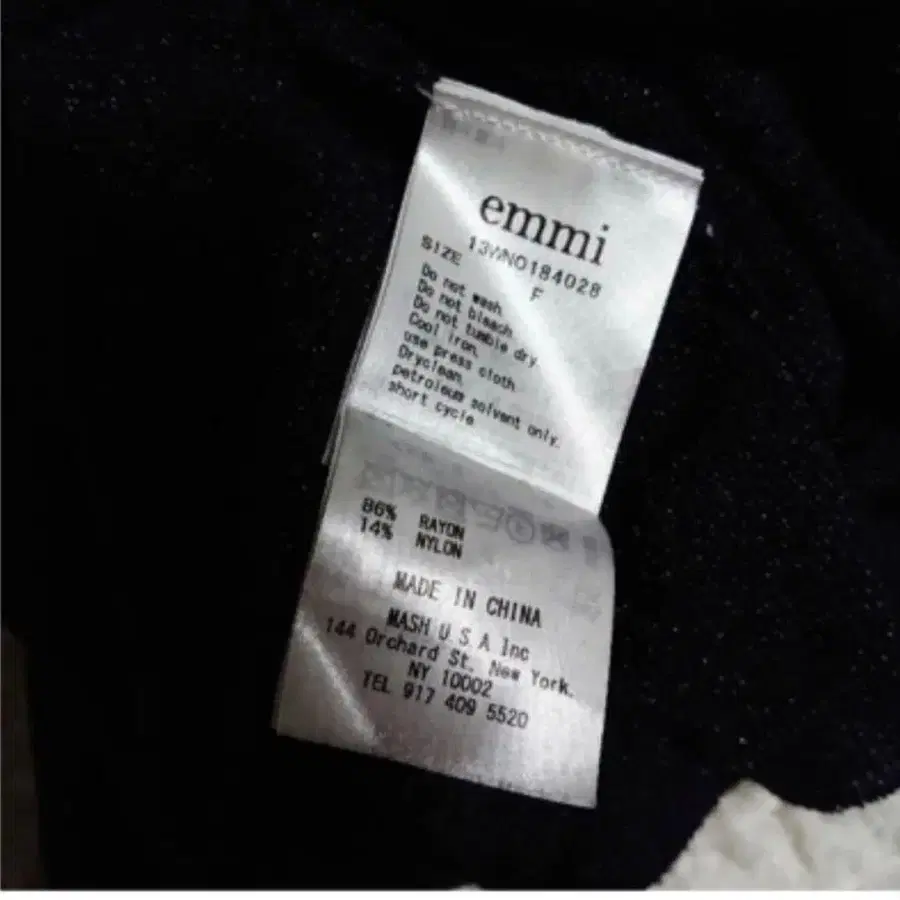 emmi
13WNO184028
SIZE F
Do not wash.
Do not bleach.
Do not tumble dry.
Cool iron.
use press cloth.
Dryclean.
petroleum solvent only.
short cycle
86% RAYON
14% NYLON
MADE IN CHINA
MASH U S A Inc
144 Orchard St. New York.
NY 10002
TEL 917 409 5520